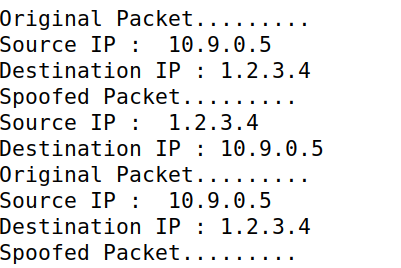 Original Packet.........
Source IP :  10.9.0.5
Destination IP : 1.2.3.4
Spoofed Packet.........
Source IP :  1.2.3.4
Destination IP : 10.9.0.5
Original Packet.........
Source IP :  10.9.0.5
Destination IP : 1.2.3.4
Spoofed Packet.........